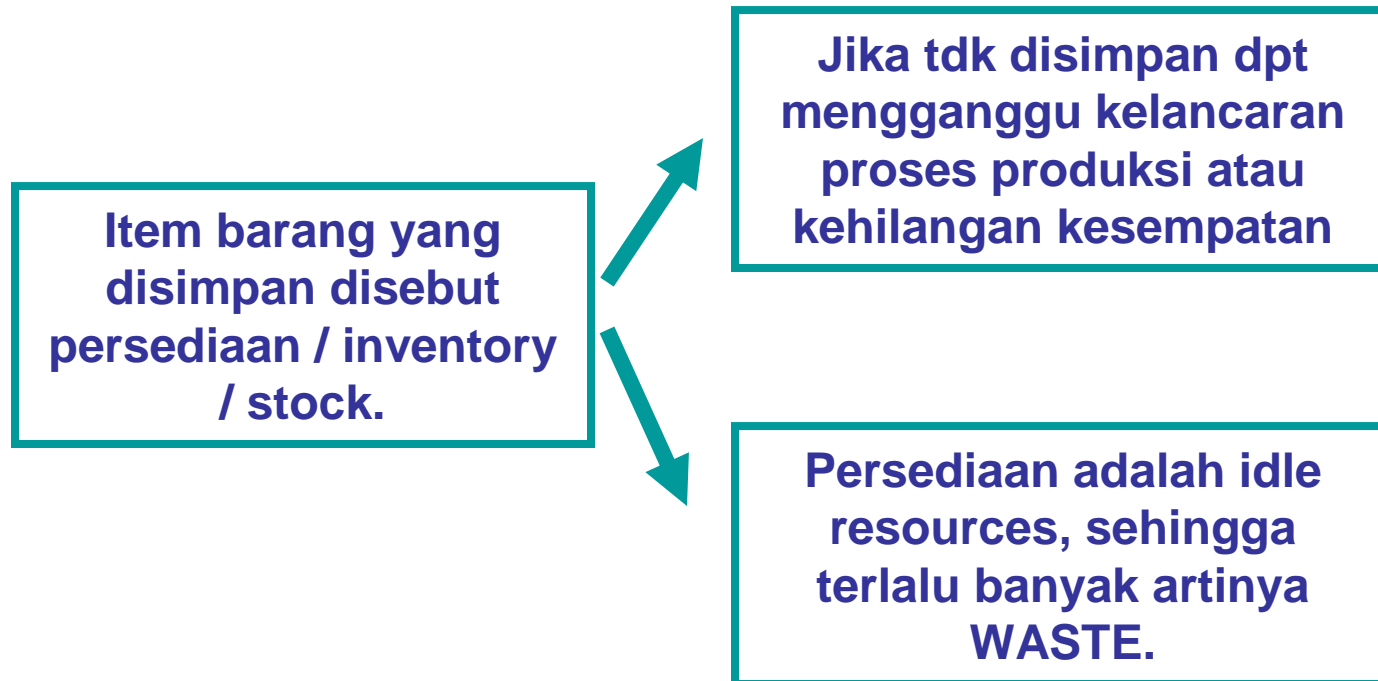 Item barang yang
disimpan disebut
persediaan / inventory
/ stock.
Jika tdk disimpan dpt
mengganggu kelancaran
proses produksi atau
kehilangan kesempatan
Persediaan adalah idle
resources, sehingga
terlalu banyak artinya
WASTE.